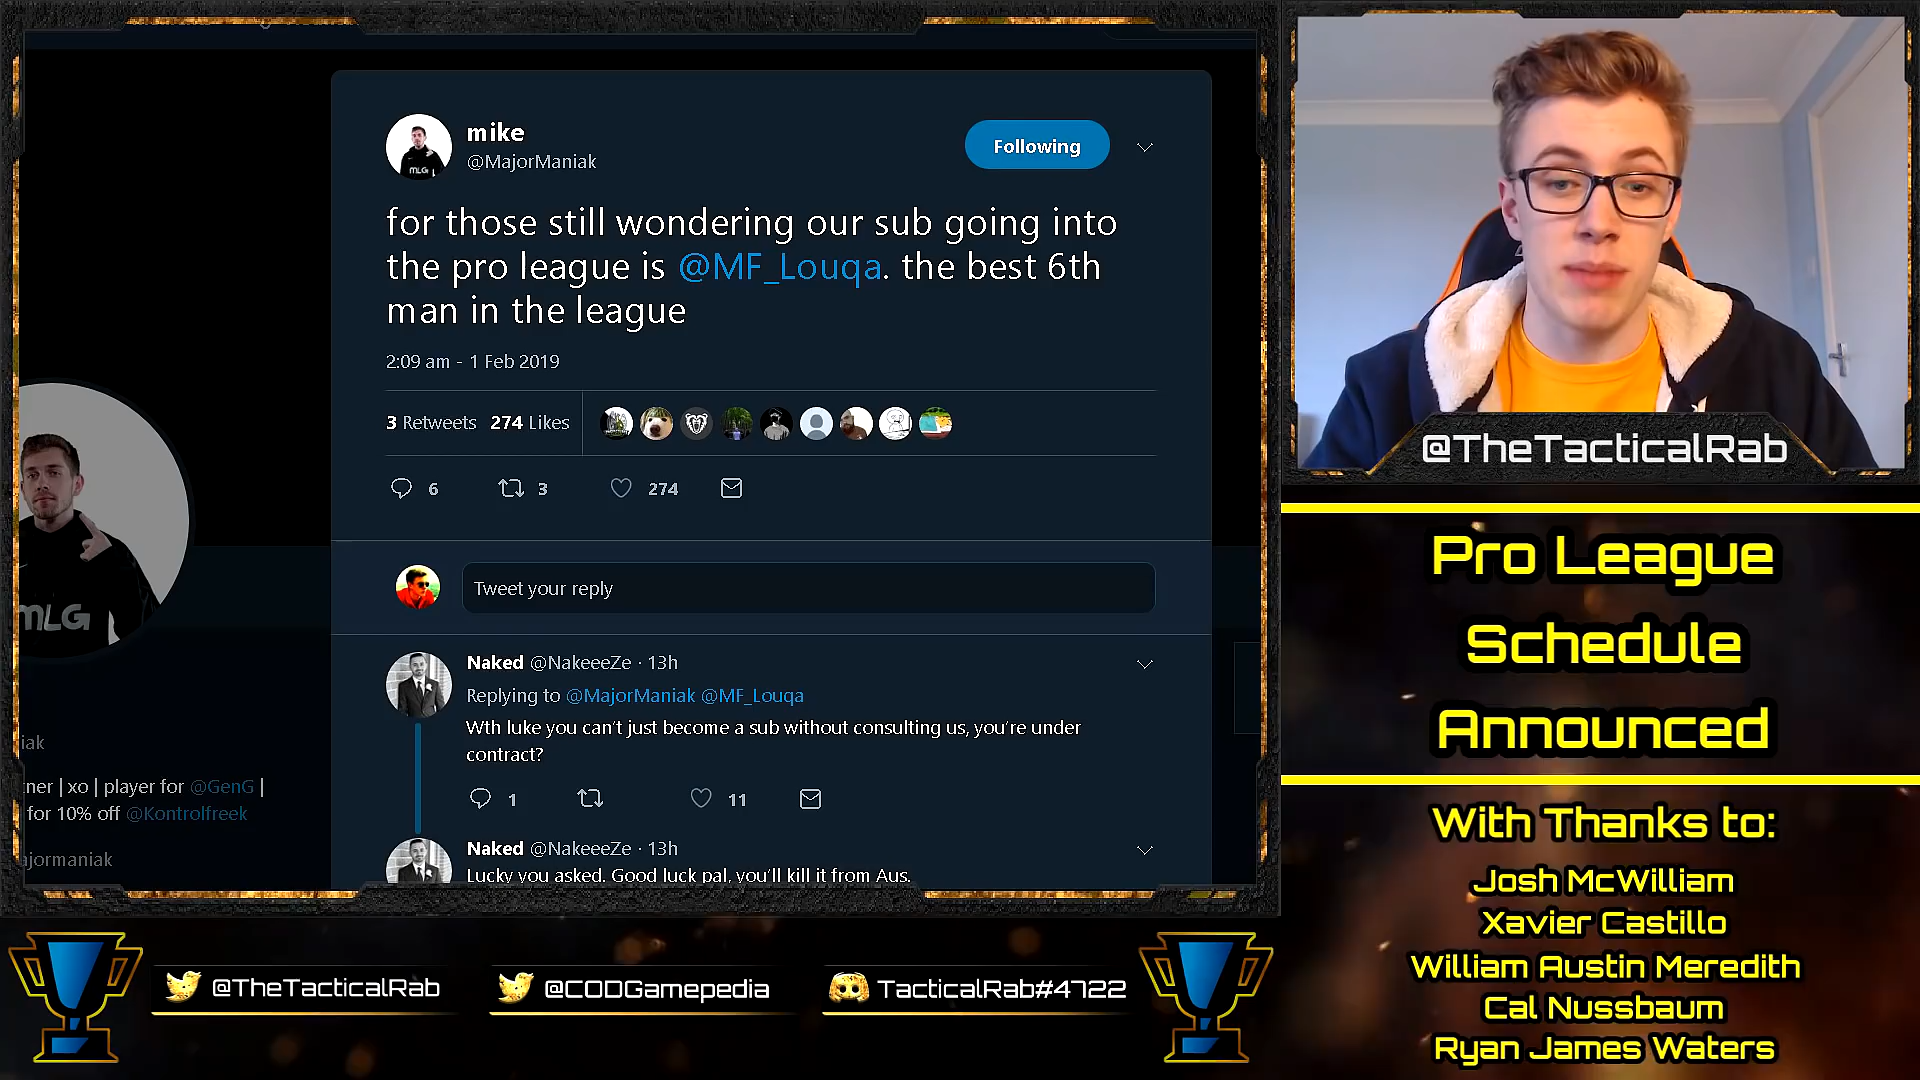 mike
@MajorManiak
Following
for those still wondering our sub going into
the pro league is @MF_Louqa. the best 6th
man in the league
2:09 am - 1 Feb 2019
3 Retweets 274 Likes
6 3 274
Tweet your reply
Naked @NakeeeZe · 13h
Replying to @MajorManiak @MF_Louqa
Wth luke you can't just become a sub without consulting us, you're under
contract?
1 11
Naked @NakeeeZe · 13h
Lucky you asked. Good luck pal, you'll kill it from Aus.
MLG
MLG
iak
ner | xo | player for @GenG |
for 10% off @Kontrolfreek
ajormaniak
@TheTacticalRab
Pro League
Schedule
Announced
With Thanks to:
Josh McWilliam
Xavier Castillo
William Austin Meredith
Cal Nussbaum
Ryan James Waters
@TheTacticalRab
@CODGamepedia
TacticalRab#4722